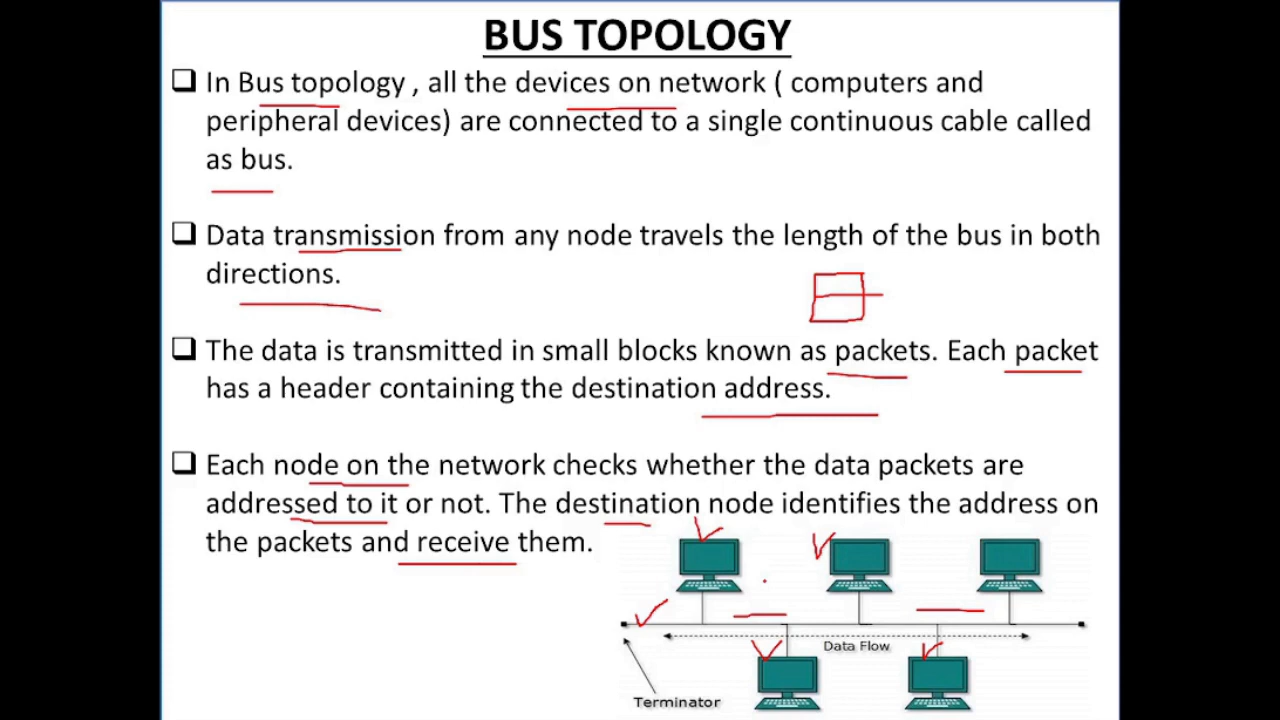 BUS TOPOLOGY
❑ In Bus topology , all the devices on network ( computers and
peripheral devices) are connected to a single continuous cable called
as bus.
❑ Data transmission from any node travels the length of the bus in both
directions.
❑ The data is transmitted in small blocks known as packets. Each packet
has a header containing the destination address.
❑ Each node on the network checks whether the data packets are
addressed to it or not. The destination node identifies the address on
the packets and receive them.
Data Flow
Terminator